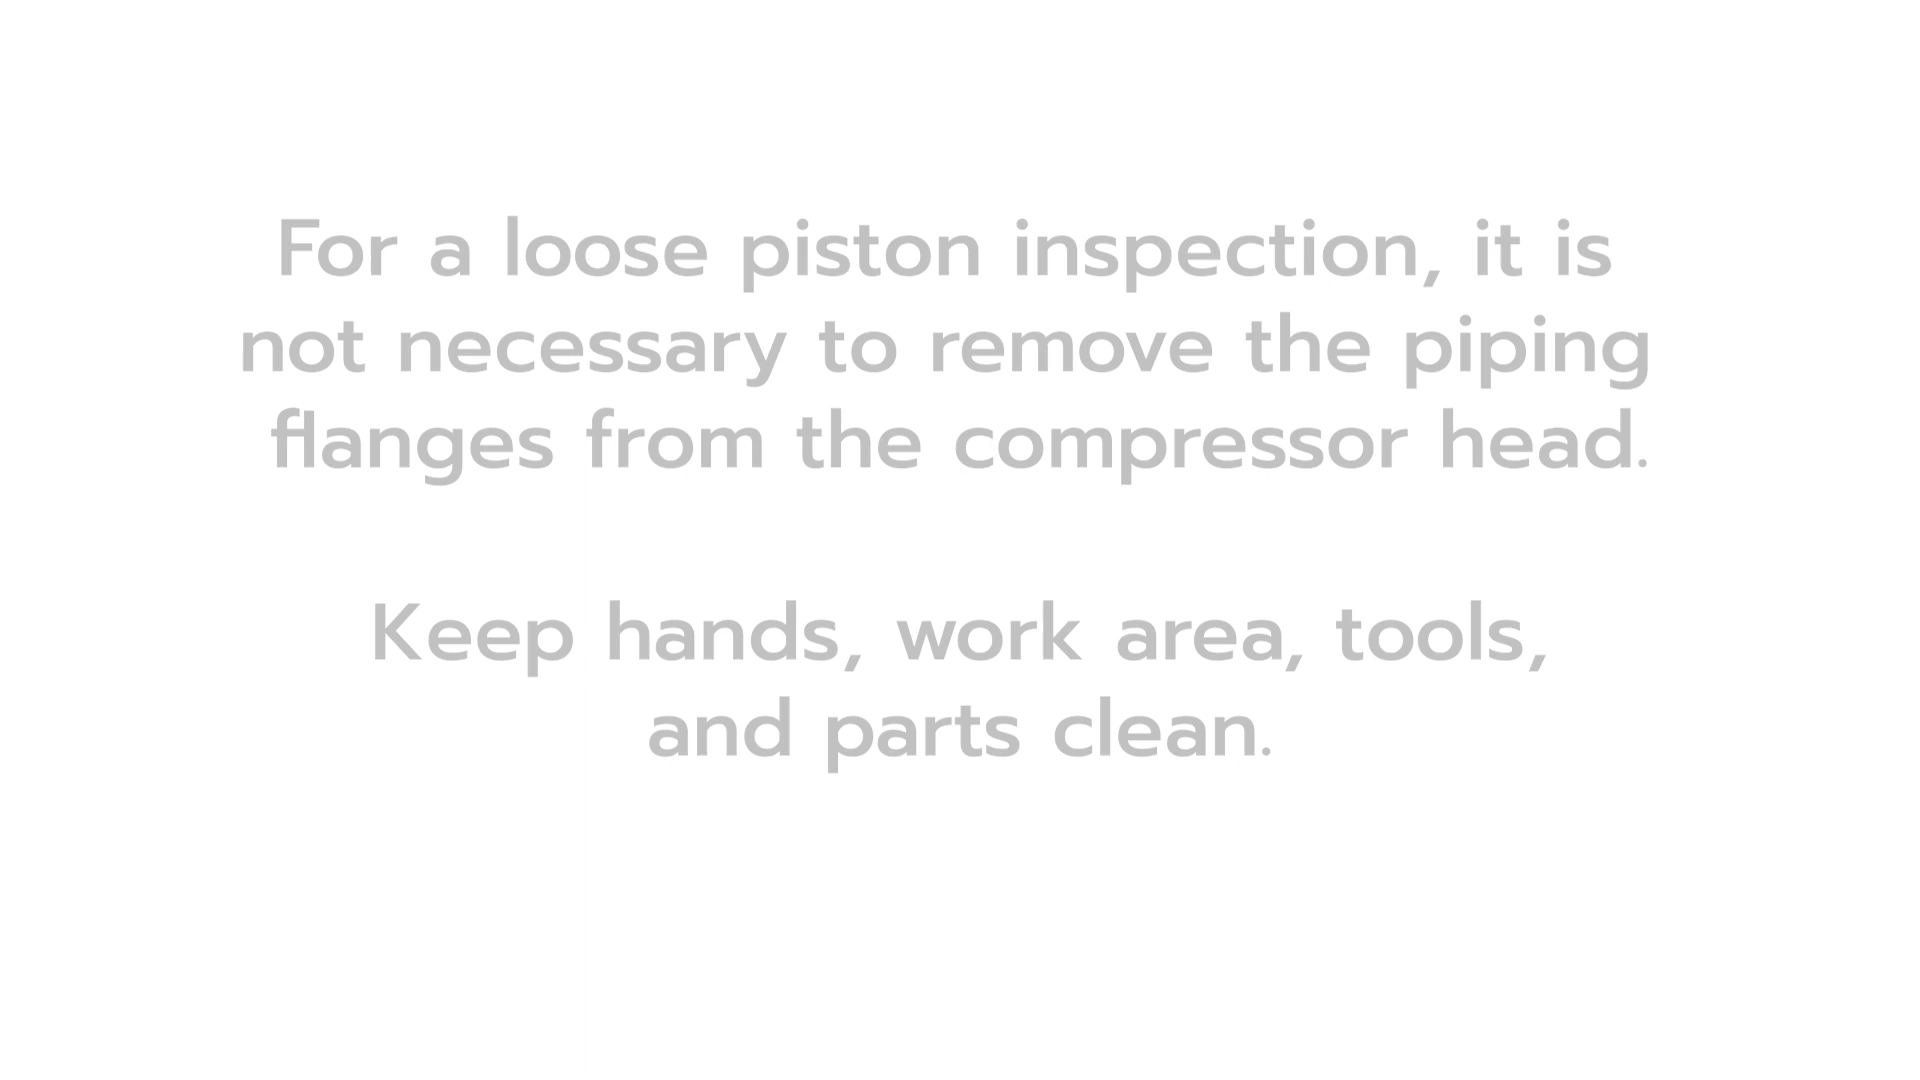 For a loose piston inspection, it is
not necessary to remove the piping
flanges from the compressor head.
Keep hands, work area, tools,
and parts clean.